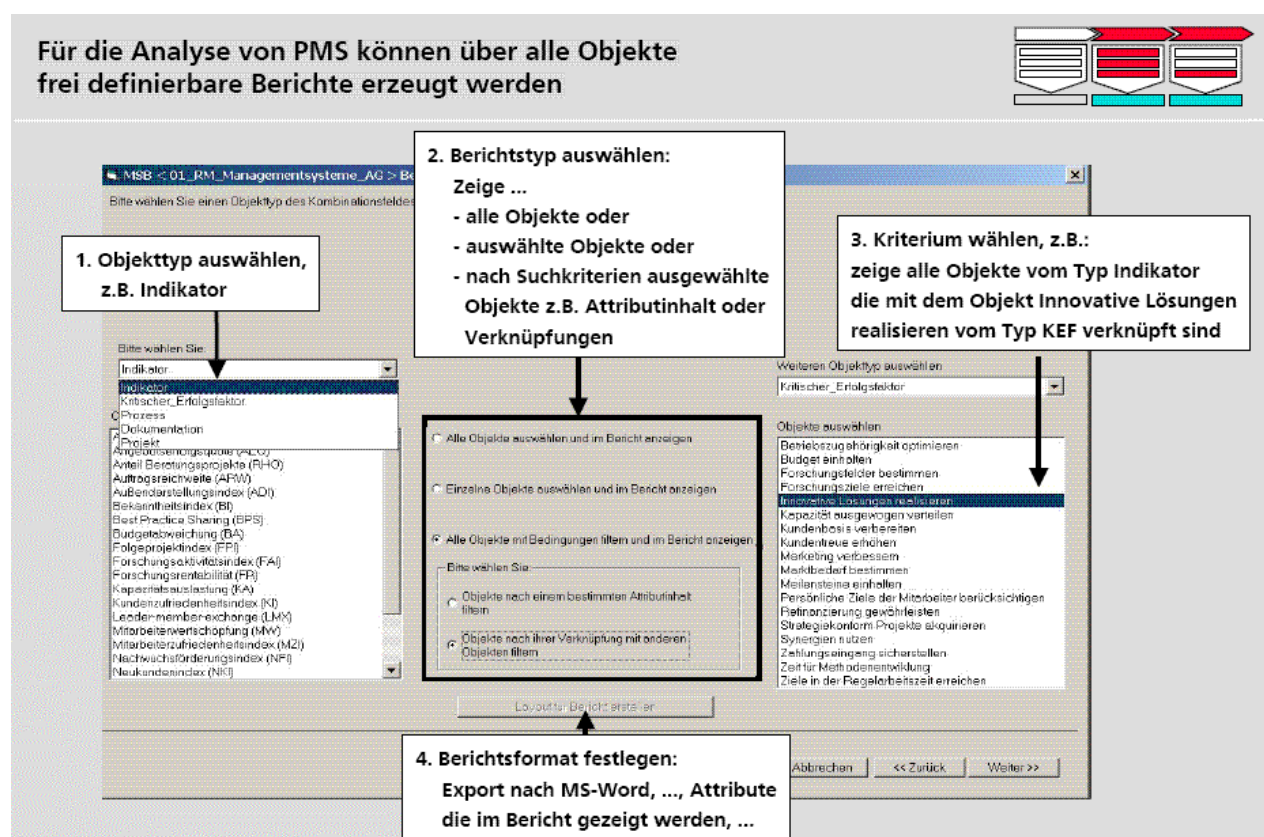 Für die Analyse von PMS können über alle Objekte
frei definierbare Berichte erzeugt werden
MSB < 01_RM_Managementsysteme_AG > Be
Bitte wählen Sie einen Objekttyp des Kombinationsfeldes
1. Objekttyp auswählen,
z.B. Indikator
2. Berichtstyp auswählen:
Zeige ...
- alle Objekte oder
- auswählte Objekte oder
- nach Suchkriterien ausgewählte
Objekte z.B. Attributinhalt oder
Verknüpfungen
3. Kriterium wählen, z.B.:
zeige alle Objekte vom Typ Indikator
die mit dem Objekt Innovative Lösungen
realisieren vom Typ KEF verknüpft sind
Bitte wählen Sie:
Indikator
Indikator
Kritischer_Erfolgsfaktor
Prozess
Dokumentation
Projekt
Angebotserfolgsquote (AEQ)
Anteil Beratungsprojekte (RHO)
Auftragsreichweite (ARW)
Außendarstellungsindex (ADI)
Bekanntheitsindex (BI)
Best Practice Sharing (BPS)
Budgetabweichung (BA)
Folgeprojektindex (FPI)
Forschungsaktivitätsindex (FAI)
Forschungsrentabilität (FR)
Kapazitätsauslastung (KA)
Kundenzufriedenheitsindex (KI)
Leader-member-exchange (LMX)
Mitarbeiterwertschöpfung (MW)
Mitarbeiterzufriedenheitsindex (MZI)
Nachwuchsförderungsindex (NFI)
Neukundenindex (NKI)
Alle Objekte auswählen und im Bericht anzeigen
Einzelne Objekte auswählen und im Bericht anzeigen
Alle Objekte mit Bedingungen filtern und im Bericht anzeigen
Bitte wählen Sie:
Objekte nach einem bestimmten Attributinhalt
filtern
Objekte nach ihrer Verknüpfung mit anderen
Objekten filtern
Weiteren Objekttyp auswählen
Kritischer_Erfolgsfaktor
Objekte auswählen
Betriebszugehörigkeit optimieren
Budget einholten
Forschungsfelder bestimmen
Forschungsziele erreichen
Innovative Lösungen realisieren
Kapazität ausgewogen verteilen
Kundenbasis verbereiten
Kundentreue erhöhen
Marketing verbessern
Marktbedarf bestimmen
Meilensteine einhalten
Persönliche Ziele der Mitarbeiter berücksichtigen
Refinanzierung gewährleisten
Strategiekonform Projekte akquirieren
Synergien nutzen
Zahlungseingang sicherstellen
Zeit für Methodenentwicklung
Ziele in der Regelarbeitszeit erreichen
Layout für Bericht erstellen
4. Berichtsformat festlegen:
Export nach MS-Word, ..., Attribute
die im Bericht gezeigt werden, ...
Abbrechen
<< Zurück
Weiter >>